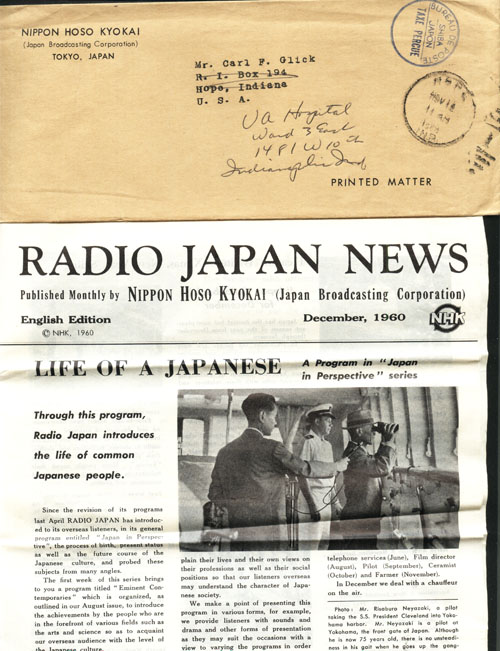 NIPPON HOSO KYOKAI
(Japan Broadcasting Corporation)
TOKYO, JAPAN
BUREAU DE POSTE
SHIBA
JAPON
TAXE PERCUE
Mr. Carl F. Glick
R. I. Box 194
Hope, Indiana
U. S. A.
VA Hospital
Ward 3 East
1481 W 10th
Indianapolis Ind
PRINTED MATTER
RADIO JAPAN NEWS
Published Monthly by NIPPON HOSO KYOKAI (Japan Broadcasting Corporation)
English Edition
© NHK, 1960
December, 1960
NHK
LIFE OF A JAPANESE
A Program in "Japan
in Perspective" series
Through this program,
Radio Japan introduces
the life of common
Japanese people.
Since the revision of its programs
last April RADIO JAPAN has introduc-
ed to its overseas listeners, in its general
program entitled "Japan in Perspec-
tive", the process of birth, present status
as well as the future course of the
Japanese culture, and probed these
subjects from many angles.
The first week of this series brings
to you a program titled "Eminent Con-
temporaries" which is organized, as
outlined in our August issue, to introduce
the achievements by the people who are
in the forefront of various fields such as
the arts and science so as to acquaint
our overseas audience with the level of
the Japanese culture.
plain their lives and their own views on
their professions as well as their social
positions so that our listeners overseas
may understand the character of Japa-
nese society.
We make a point of presenting this
program in various forms, for example,
we provide listeners with sounds and
drama and other forms of presentation
as they may suit the occasions with a
view to varying the programs in order
telephone services (June), Film director
(August), Pilot (September), Ceramist
(October) and Farmer (November).
In December we deal with a chauffeur
on the air.
Photo: Mr. Risaburo Neyazaki, a pilot
taking the S.S. President Cleveland into Yoko-
hama harbor. Mr. Neyazaki is a pilot at
Yokohama, the front gate of Japan. Although
he is now 75 years old, there is no unsteadi-
ness in his gait when he goes up the gang-